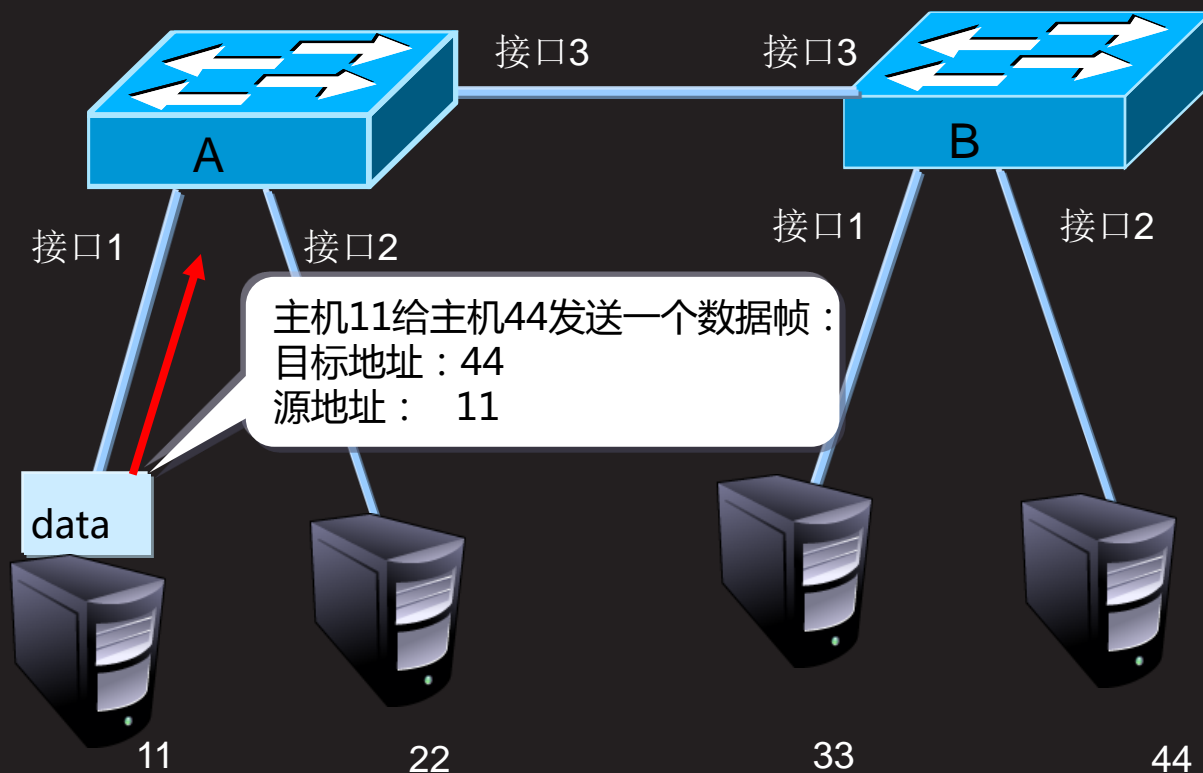 接口3
接口3
A
B
接口1
接口2
接口1
接口2
主机11给主机44发送一个数据帧：
目标地址：44
源地址： 11
data
11
22
33
44